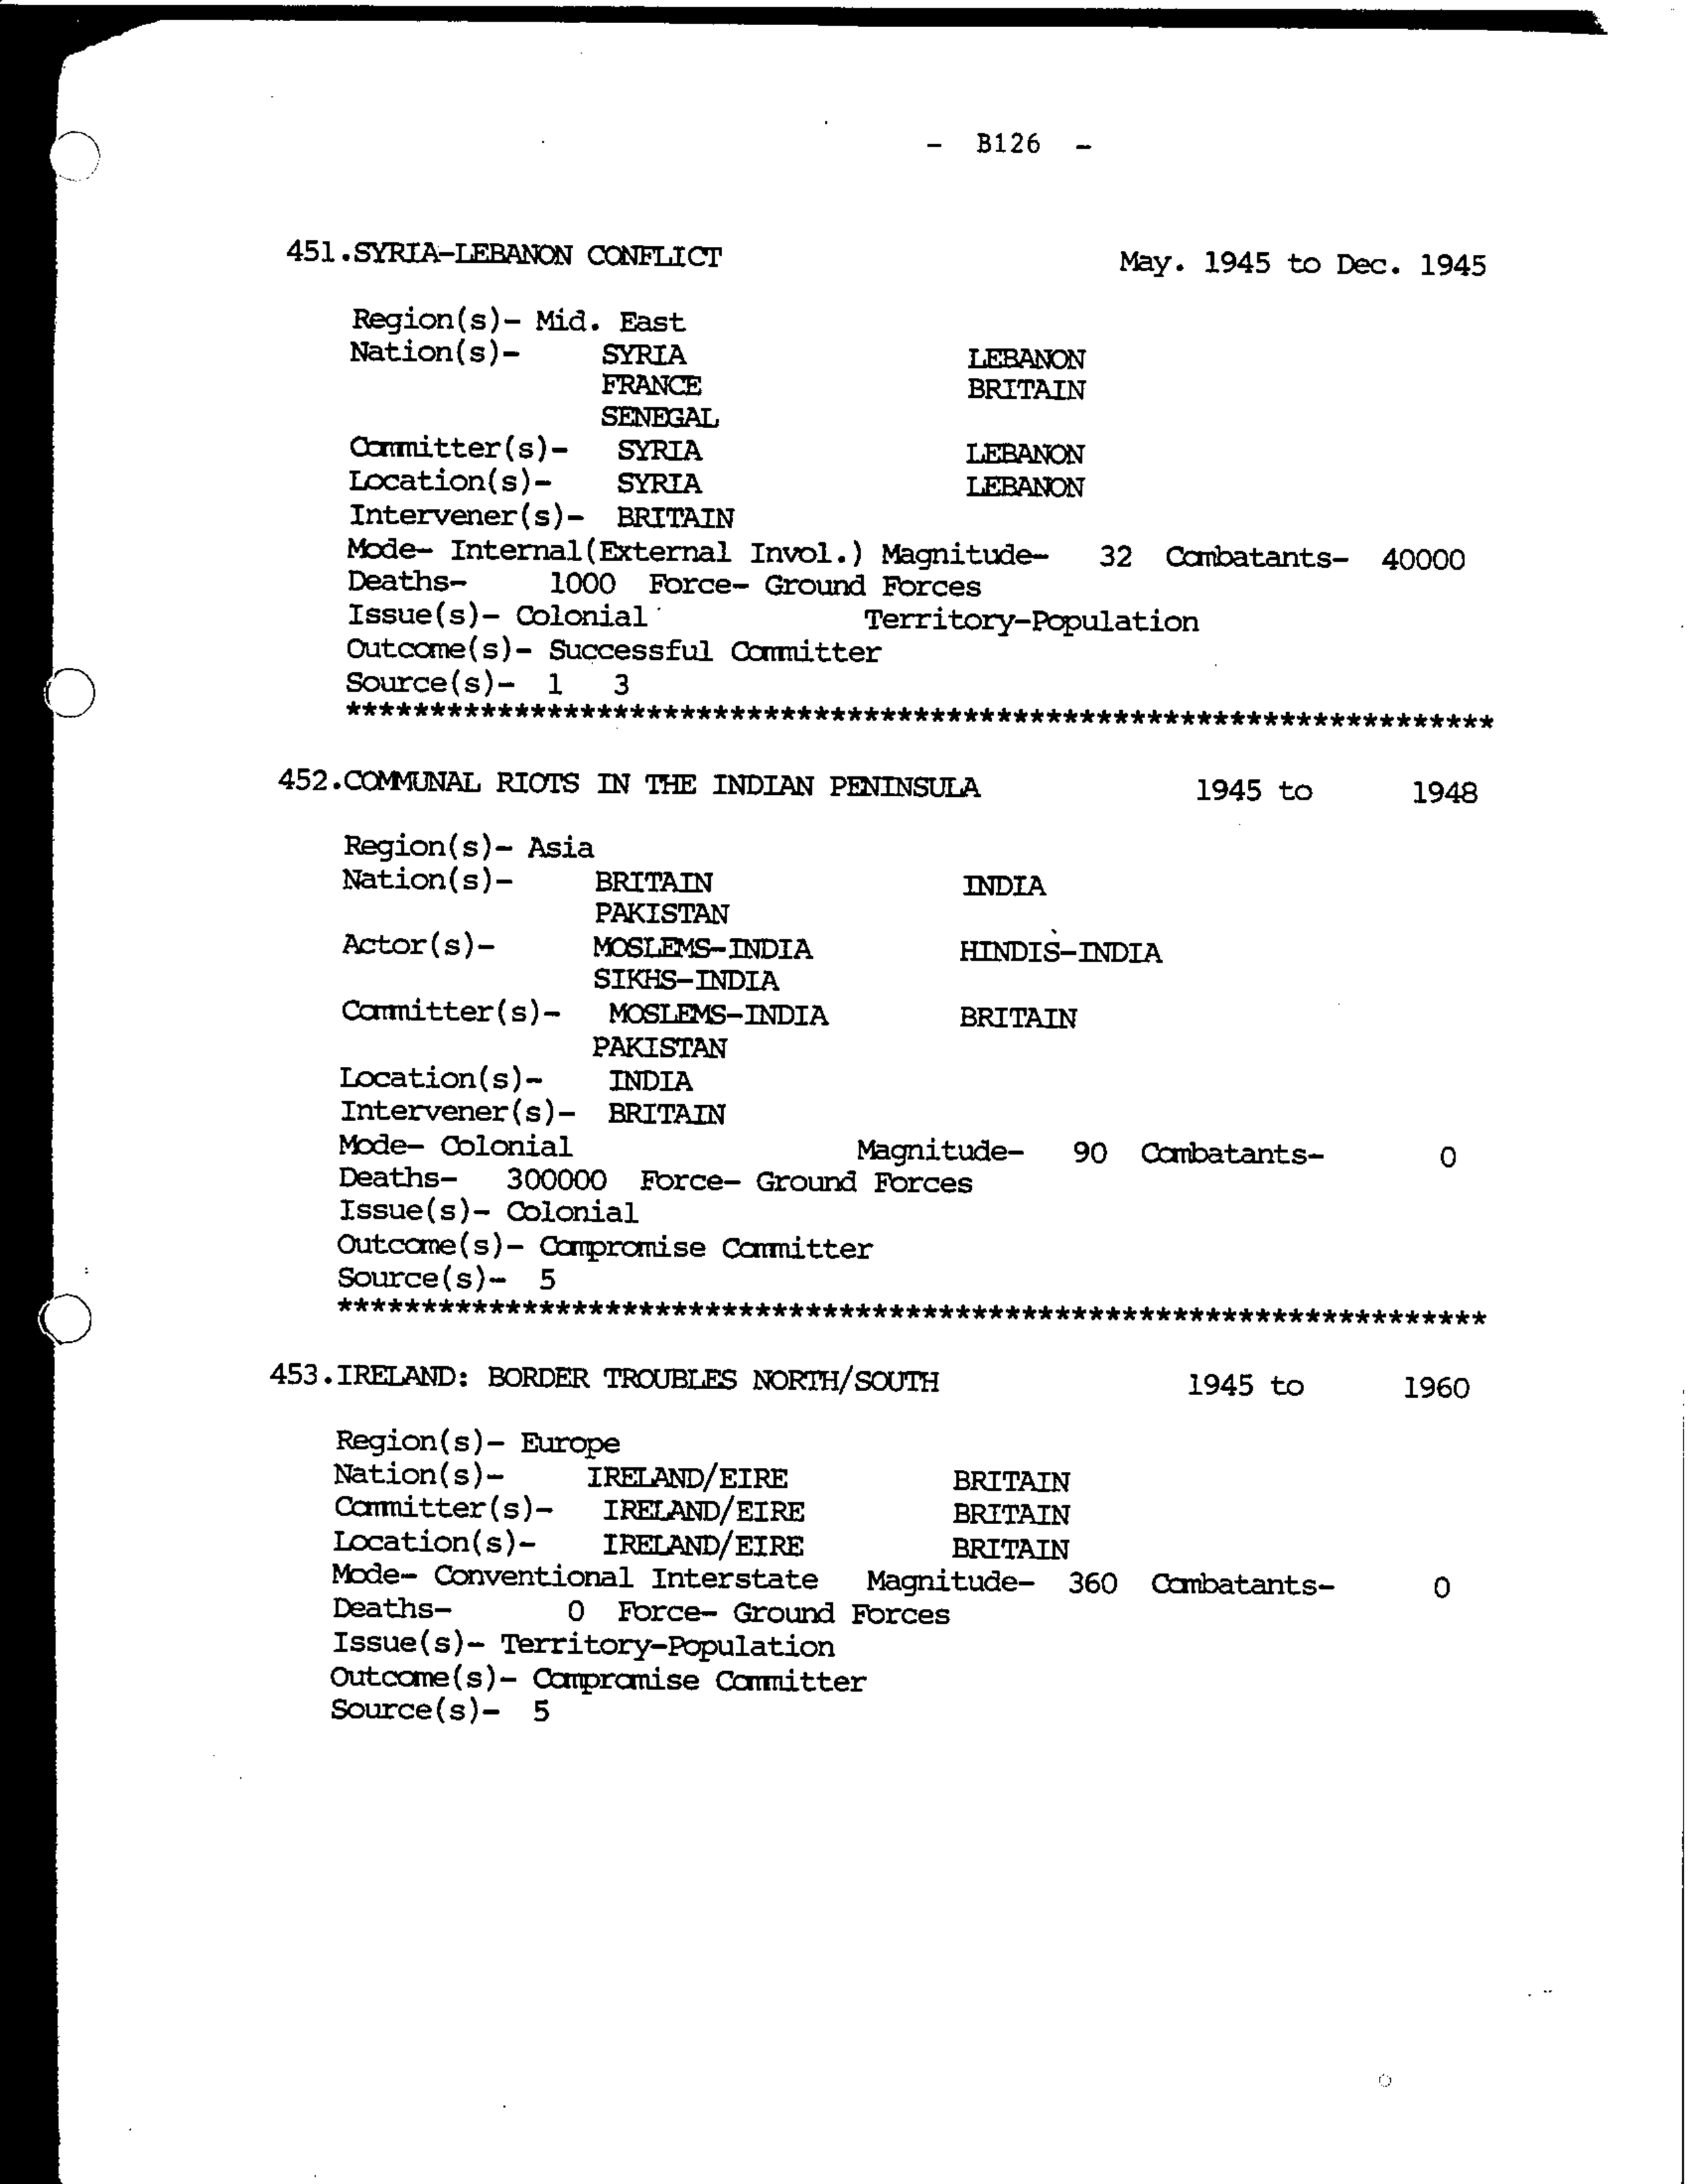 - B126 -
451.SYRIA-LEBANON CONFLICT May. 1945 to Dec. 1945
Region(s)- Mid. East
Nation(s)- SYRIA LEBANON
FRANCE BRITAIN
SENEGAL
Committer(s)- SYRIA LEBANON
Location(s)- SYRIA LEBANON
Intervener(s)- BRITAIN
Mode- Internal(External Invol.) Magnitude- 32 Combatants- 40000
Deaths- 1000 Force- Ground Forces
Issue(s)- Colonial Territory-Population
Outcome(s)- Successful Committer
Source(s)- 1 3
*********************************************************************
452.COMMUNAL RIOTS IN THE INDIAN PENINSULA 1945 to 1948
Region(s)- Asia
Nation(s)- BRITAIN INDIA
PAKISTAN
Actor(s)- MOSLEMS-INDIA HINDIS-INDIA
SIKHS-INDIA
Committer(s)- MOSLEMS-INDIA BRITAIN
PAKISTAN
Location(s)- INDIA
Intervener(s)- BRITAIN
Mode- Colonial Magnitude- 90 Combatants- 0
Deaths- 300000 Force- Ground Forces
Issue(s)- Colonial
Outcome(s)- Compromise Committer
Source(s)- 5
*********************************************************************
453.IRELAND: BORDER TROUBLES NORTH/SOUTH 1945 to 1960
Region(s)- Europe
Nation(s)- IRELAND/EIRE BRITAIN
Committer(s)- IRELAND/EIRE BRITAIN
Location(s)- IRELAND/EIRE BRITAIN
Mode- Conventional Interstate Magnitude- 360 Combatants- 0
Deaths- 0 Force- Ground Forces
Issue(s)- Territory-Population
Outcome(s)- Compromise Committer
Source(s)- 5